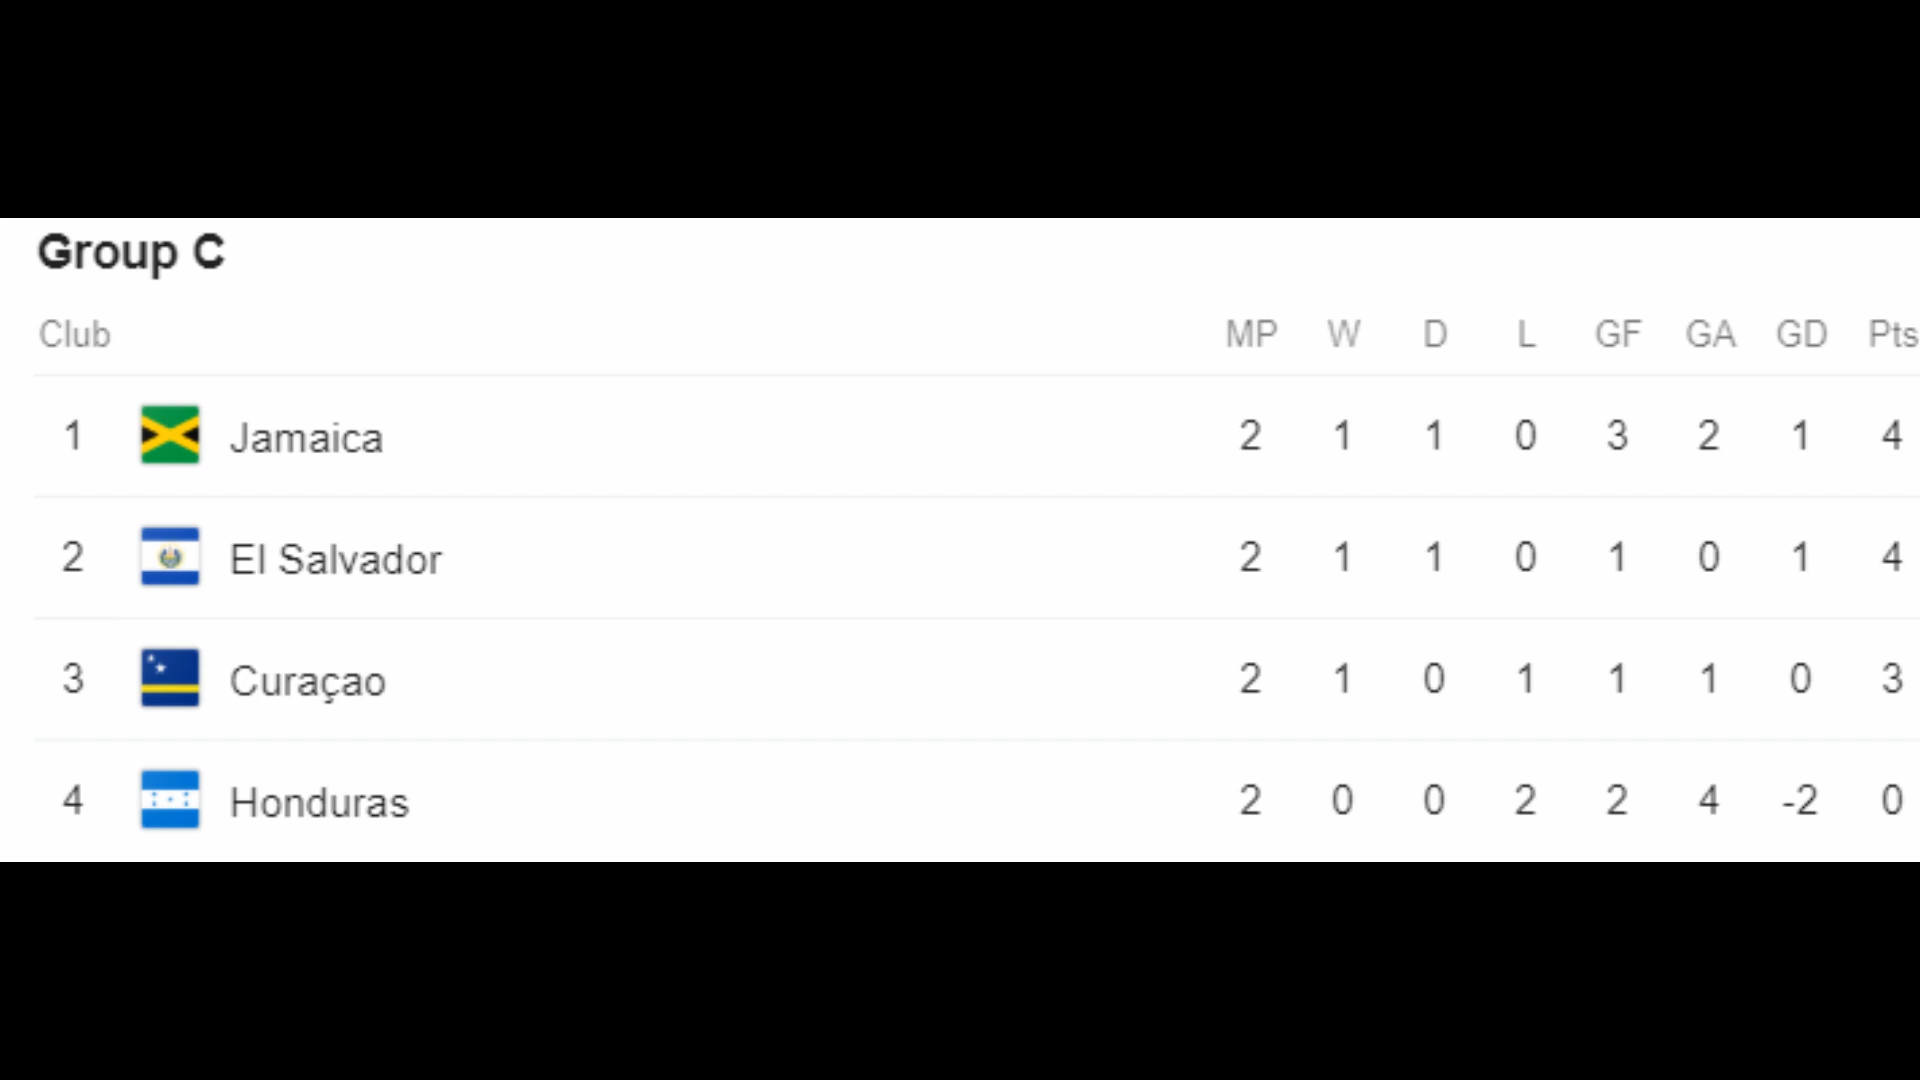 Group C
Club MP W D L GF GA GD Pts
1 Jamaica 2 1 1 0 3 2 1 4
2 El Salvador 2 1 1 0 1 0 1 4
3 Curaçao 2 1 0 1 1 1 0 3
4 Honduras 2 0 0 2 2 4 -2 0